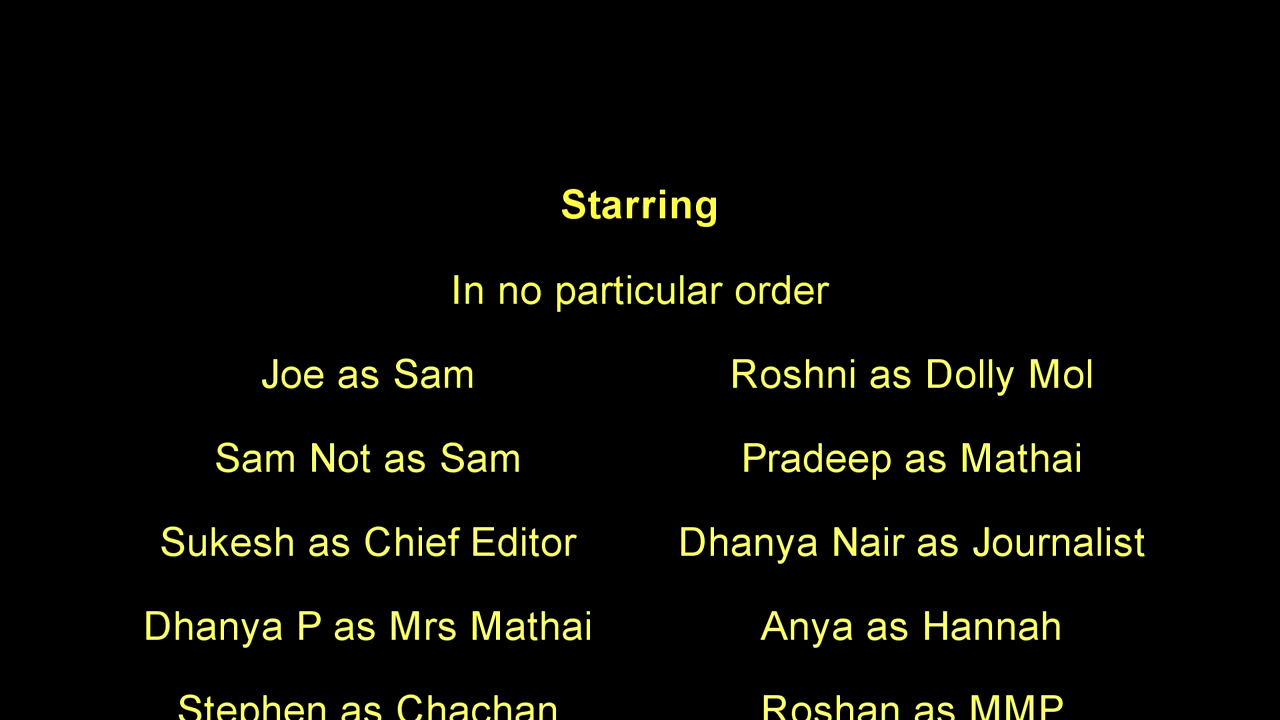 Starring
In no particular order
Joe as Sam Roshni as Dolly Mol
Sam Not as Sam Pradeep as Mathai
Sukesh as Chief Editor Dhanya Nair as Journalist
Dhanya P as Mrs Mathai Anya as Hannah
Stephen as Chachan Roshan as MMP